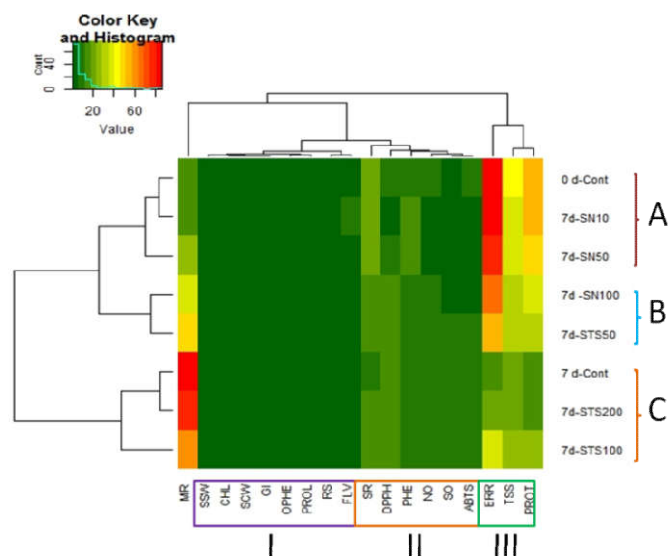 Color Key
and Histogram
Count
0 40
20 60
Value
0 d-Cont
7d-SN10
7d-SN50
7d -SN100
7d-STS50
7 d-Cont
7d-STS200
7d-STS100
A
B
C
MR SSW CHL SCW GI OPHE PROL RS FLV SR DPPH PHE NO SO ABTS ERR TSS PROT
I II III